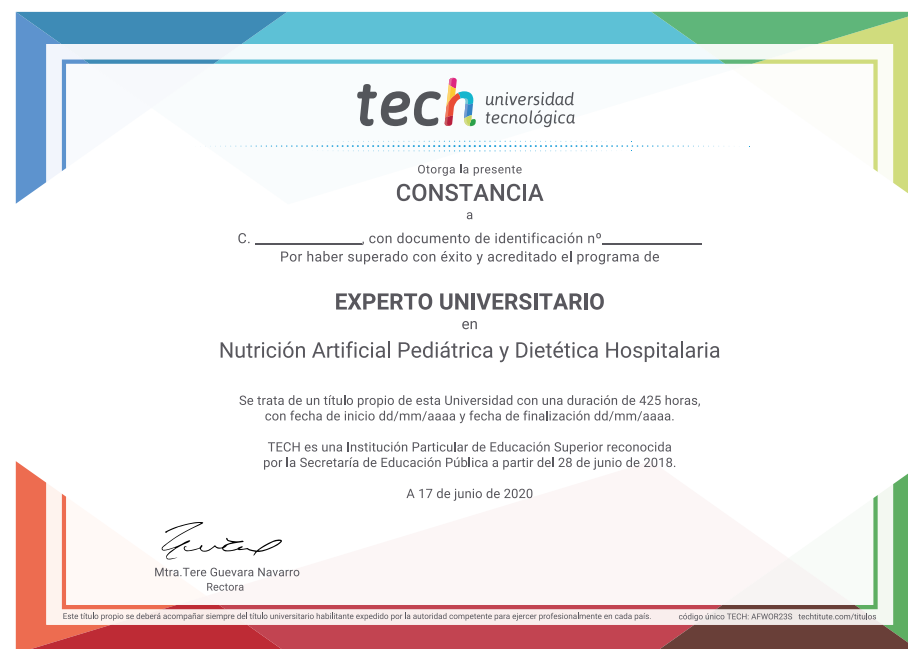 tech universidad
tecnológica
Otorga la presente
CONSTANCIA
a
C. ____________, con documento de identificación nº___________
Por haber superado con éxito y acreditado el programa de
EXPERTO UNIVERSITARIO
en
Nutrición Artificial Pediátrica y Dietética Hospitalaria
Se trata de un título propio de esta Universidad con una duración de 425 horas,
con fecha de inicio dd/mm/aaaa y fecha de finalización dd/mm/aaaa.
TECH es una Institución Particular de Educación Superior reconocida
por la Secretaría de Educación Pública a partir del 28 de junio de 2018.
A 17 de junio de 2020
Mtra.Tere Guevara Navarro
Rectora
Este título propio se deberá acompañar siempre del título universitario habilitante expedido por la autoridad competente para ejercer profesionalmente en cada país. código único TECH: AFWOR23S techtitute.com/titulos